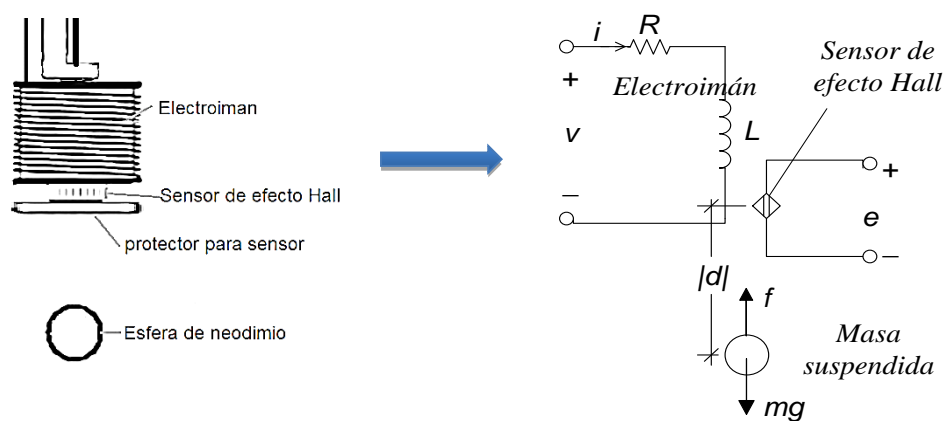 Electroiman
Sensor de efecto Hall
protector para sensor
Esfera de neodimio
i
R
+
Electroimán
v
L
–
Sensor de
efecto Hall
+
e
–
|d|
f
Masa
suspendida
mg